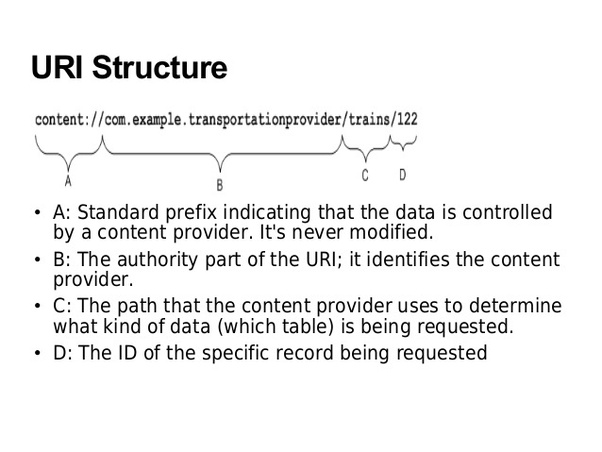 URI Structure
content://com.example.transportationprovider/trains/122
A
B
C
D
• A: Standard prefix indicating that the data is controlled
by a content provider. It's never modified.
• B: The authority part of the URI; it identifies the content
provider.
• C: The path that the content provider uses to determine
what kind of data (which table) is being requested.
• D: The ID of the specific record being requested